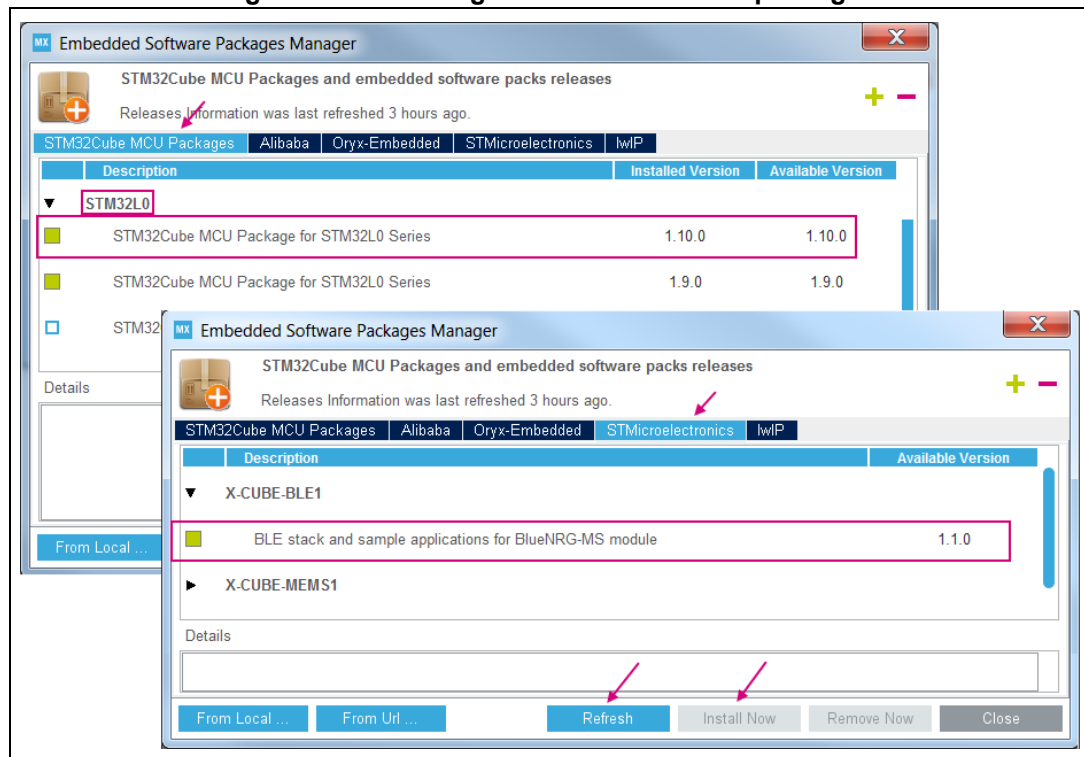 MX Embedded Software Packages Manager X
STM32Cube MCU Packages and embedded software packs releases
Releases Information was last refreshed 3 hours ago.
STM32Cube MCU Packages Alibaba Oryx-Embedded STMicroelectronics lwIP
Description Installed Version Available Version
STM32L0
STM32Cube MCU Package for STM32L0 Series 1.10.0 1.10.0
STM32Cube MCU Package for STM32L0 Series 1.9.0 1.9.0
STM32
Details
From Local ...
MX Embedded Software Packages Manager X
STM32Cube MCU Packages and embedded software packs releases
Releases Information was last refreshed 3 hours ago.
STM32Cube MCU Packages Alibaba Oryx-Embedded STMicroelectronics lwIP
Description Available Version
X-CUBE-BLE1
BLE stack and sample applications for BlueNRG-MS module 1.1.0
X-CUBE-MEMS1
Details
From Local ... From Url ... Refresh Install Now Remove Now Close